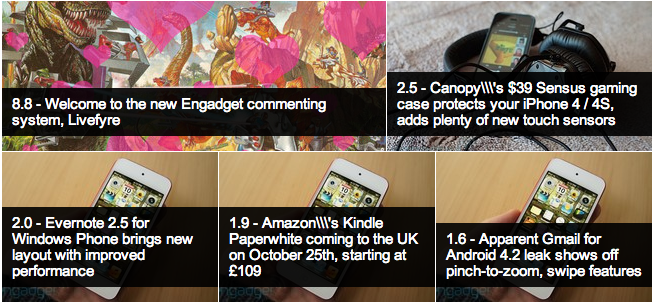 8.8 - Welcome to the new Engadget commenting
system, Livefyre
2.5 - Canopy\\\'s $39 Sensus gaming
case protects your iPhone 4 / 4S,
adds plenty of new touch sensors
2.0 - Evernote 2.5 for
Windows Phone brings new
layout with improved
performance
1.9 - Amazon\\\'s Kindle
Paperwhite coming to the UK
on October 25th, starting at
£109
1.6 - Apparent Gmail for
Android 4.2 leak shows off
pinch-to-zoom, swipe features